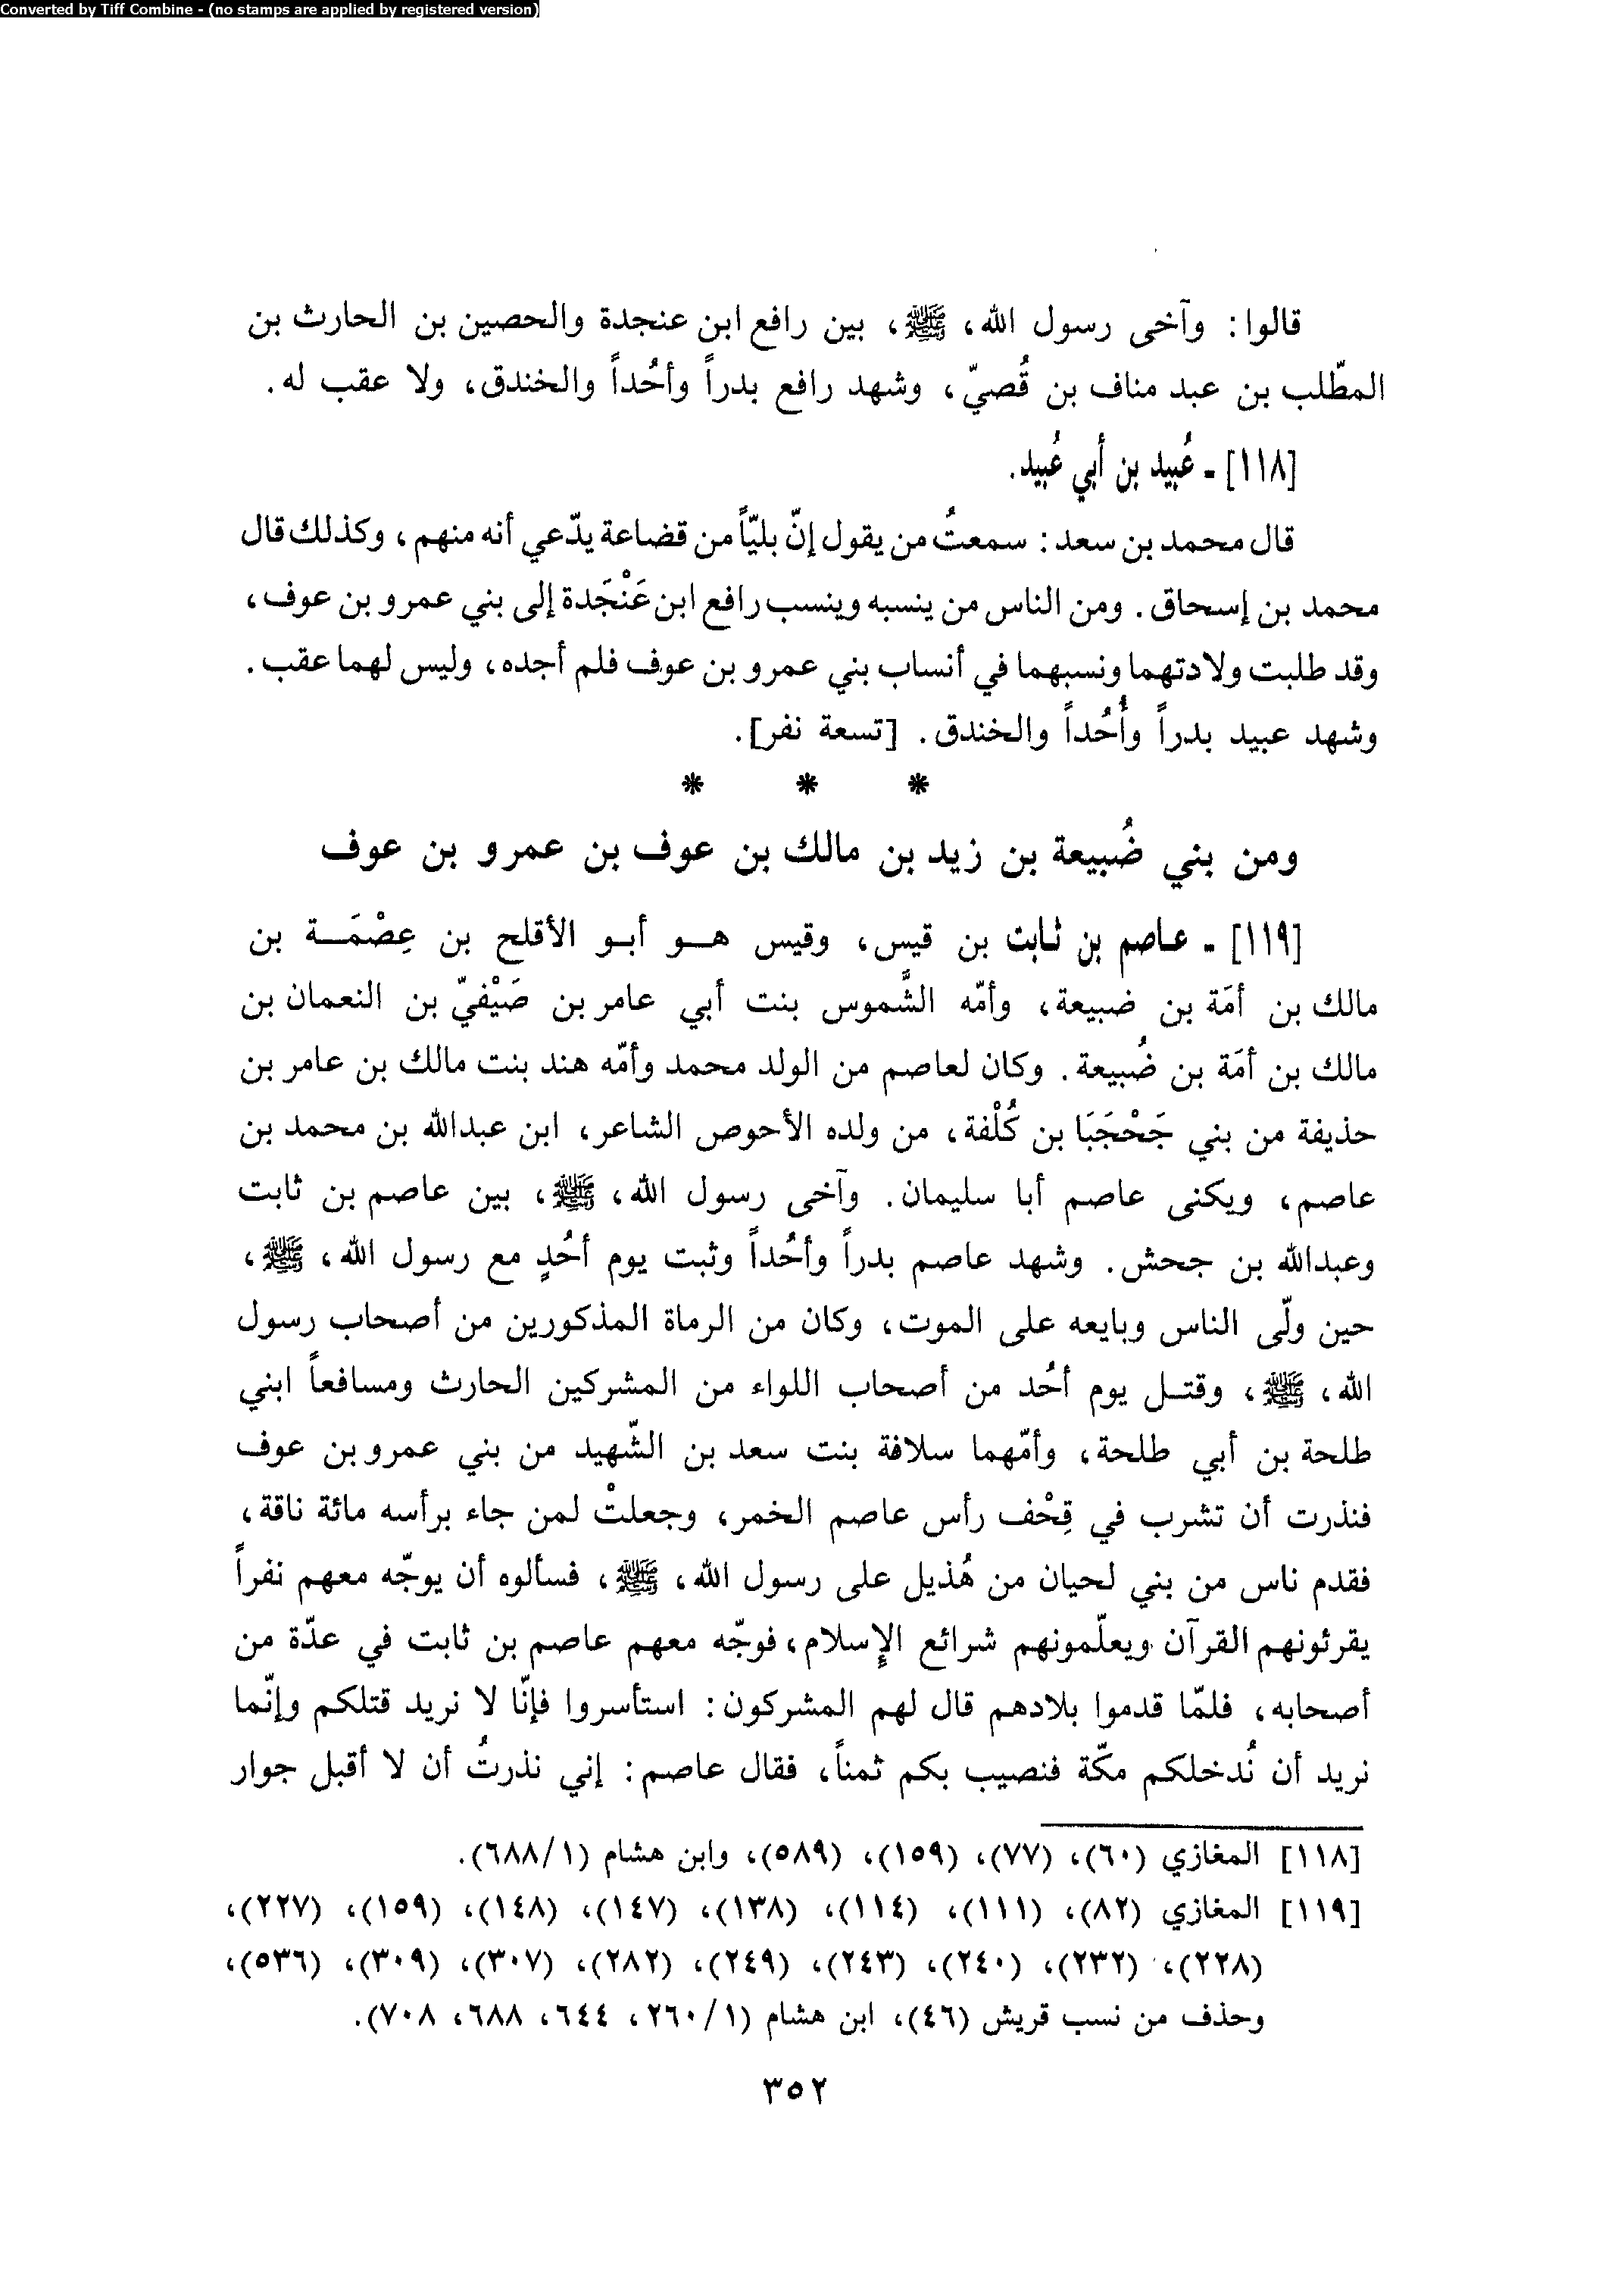 Converted by Tiff Combine - (no stamps are applied by registered version)
قالوا: وآخى رسول الله، ﷺ، بين رافع ابن عنجدة والحصين بن الحارث بن
المطّلب بن عبد مناف بن قُصيّ، وشهد رافع بدراً وأُحُداً والخندق، ولا عقب له.
[١١٨] - عُبيد بن أبي عُبيد.
قال محمد بن سعد: سمعتُ من يقول إنّ بليّاً من قضاعة يدّعي أنه منهم، وكذلك قال
محمد بن إسحاق. ومن الناس من ينسبه وينسب رافع ابن عَنْجَدة إلى بني عمرو بن عوف،
وقد طلبت ولادتهما ونسبهما في أنساب بني عمرو بن عوف فلم أجده، وليس لهما عقب.
وشهد عبيد بدراً وأُحُداً والخندق. [تسعة نفر].
* * *
ومن بني ضُبيعة بن زيد بن مالك بن عوف بن عمرو بن عوف
[١١٩] - عاصم بن ثابت بن قيس، وقيس هو أبو الأقلح بن عِصْمَة بن
مالك بن أمَة بن ضبيعة، وأمّه الشَّموس بنت أبي عامر بن صَيْفيّ بن النعمان بن
مالك بن أمَة بن ضُبيعة. وكان لعاصم من الولد محمد وأمّه هند بنت مالك بن عامر بن
حذيفة من بني جَحْجَبَا بن كُلْفة، من ولده الأحوص الشاعر، ابن عبدالله بن محمد بن
عاصم، ويكنى عاصم أبا سليمان. وآخى رسول الله، ﷺ، بين عاصم بن ثابت
وعبدالله بن جحش. وشهد عاصم بدراً وأُحُداً وثبت يوم أحُدٍ مع رسول الله، ﷺ،
حين ولّى الناس وبايعه على الموت، وكان من الرماة المذكورين من أصحاب رسول
الله، ﷺ، وقتل يوم أحُد من أصحاب اللواء من المشركين الحارث ومسافعاً ابني
طلحة بن أبي طلحة، وأمّهما سلافة بنت سعد بن الشّهيد من بني عمرو بن عوف
فنذرت أن تشرب في قِحْف رأس عاصم الخمر، وجعلتْ لمن جاء برأسه مائة ناقة،
فقدم ناس من بني لحيان من هُذيل على رسول الله، ﷺ، فسألوه أن يوجّه معهم نفراً
يقرئونهم القرآن ويعلّمونهم شرائع الإسلام، فوجّه معهم عاصم بن ثابت في عدّة من
أصحابه، فلمّا قدموا بلادهم قال لهم المشركون: استأسروا فإنّا لا نريد قتلكم وإنّما
نريد أن نُدخلكم مكّة فنصيب بكم ثمناً، فقال عاصم: إني نذرتُ أن لا أقبل جوار
[١١٨] المغازي (٦٠)، (٧٧)، (١٥٩)، (٥٨٩)، وابن هشام (١/ ٦٨٨).
[١١٩] المغازي (٨٢)، (١١١)، (١١٤)، (١٣٨)، (١٤٧)، (١٤٨)، (١٥٩)، (٢٢٧)،
(٢٢٨)، (٢٣٢)، (٢٤٠)، (٢٤٣)، (٢٤٩)، (٢٨٢)، (٣٠٧)، (٣٠٩)، (٥٣٦)،
وحذف من نسب قريش (٤٦)، ابن هشام (١/ ٢٦٠، ٦٤٤، ٦٨٨، ٧٠٨).
٣٥٢